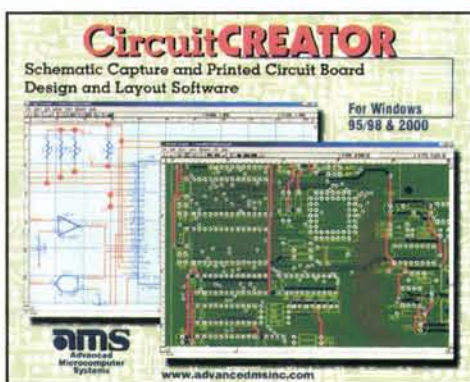 CircuitCREATOR
Schematic Capture and Printed Circuit Board
Design and Layout Software
For Windows
95/98 & 2000
ams
Advanced
Microcomputer
Systems
www.advancedmsinc.com